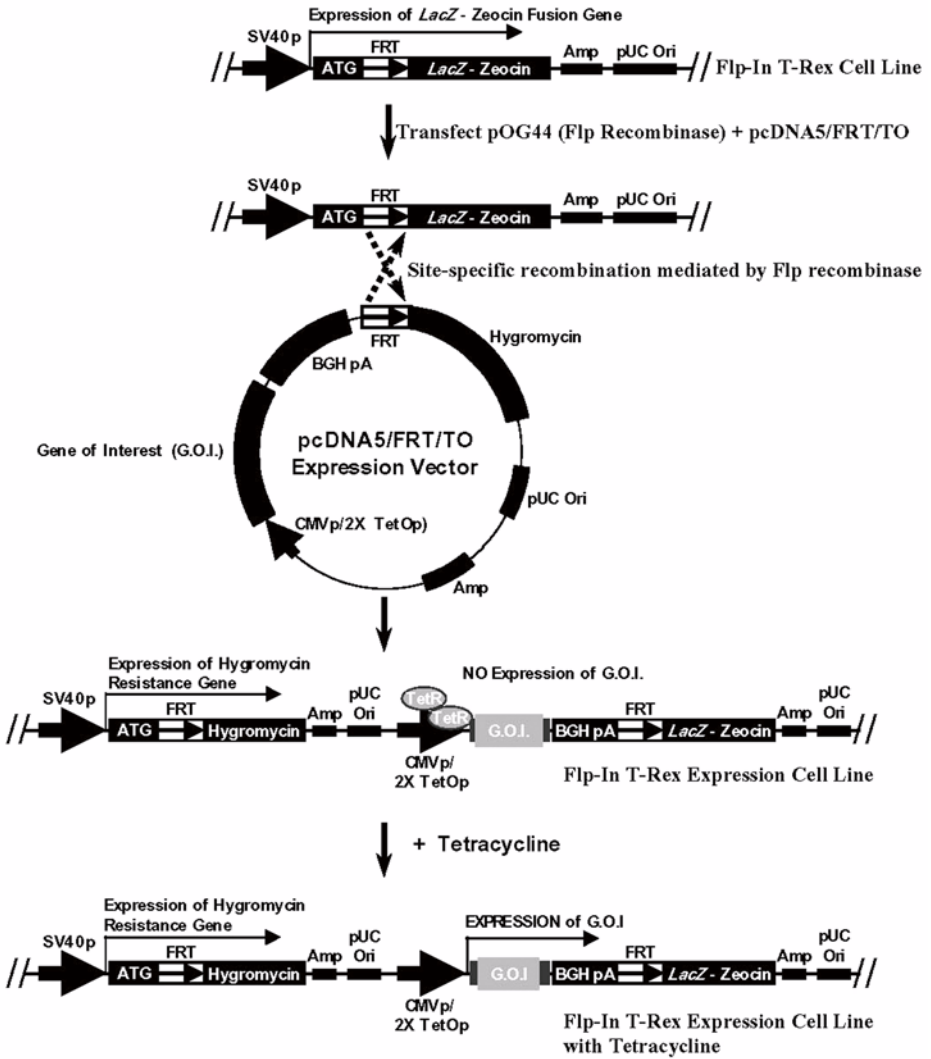 Expression of LacZ - Zeocin Fusion Gene
SV40p
FRT
Amp pUC Ori
ATG LacZ - Zeocin
Flp-In T-Rex Cell Line
Transfect pOG44 (Flp Recombinase) + pcDNA5/FRT/TO
SV40p
FRT
Amp pUC Ori
ATG LacZ - Zeocin
Site-specific recombination mediated by Flp recombinase
FRT
Hygromycin
BGH pA
Gene of Interest (G.O.I.)
pcDNA5/FRT/TO
Expression Vector
pUC Ori
CMVp/2X TetOp)
Amp
Expression of Hygromycin
Resistance Gene
NO Expression of G.O.I.
SV40p
FRT
Amp
pUC
Ori
TetR
TetR
FRT
Amp
pUC
Ori
ATG Hygromycin
G.O.I.
BGH pA LacZ - Zeocin
CMVp/
2X TetOp
Flp-In T-Rex Expression Cell Line
+ Tetracycline
Expression of Hygromycin
Resistance Gene
EXPRESSION of G.O.I
SV40p
FRT
Amp
pUC
Ori
FRT
Amp
pUC
Ori
ATG Hygromycin
G.O.I
BGH pA LacZ - Zeocin
CMVp/
2X TetOp
Flp-In T-Rex Expression Cell Line
with Tetracycline